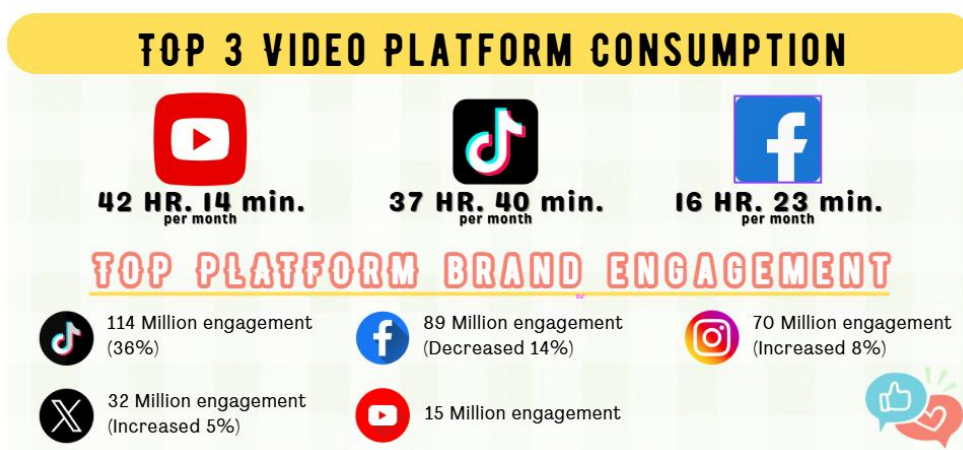 TOP 3 VIDEO PLATFORM CONSUMPTION
42 HR. 14 min.
per month
37 HR. 40 min.
per month
16 HR. 23 min.
per month
TOP PLATFORM BRAND ENGAGEMENT
114 Million engagement
(36%)
89 Million engagement
(Decreased 14%)
70 Million engagement
(Increased 8%)
32 Million engagement
(Increased 5%)
15 Million engagement